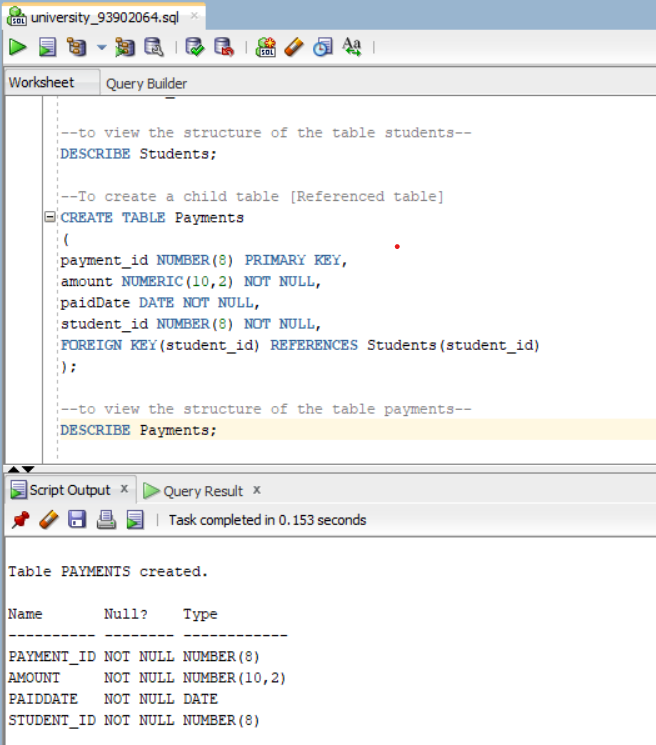 university_93902064.sql
Worksheet Query Builder
--to view the structure of the table students--
DESCRIBE Students;
--To create a child table [Referenced table]
CREATE TABLE Payments
(
payment_id NUMBER(8) PRIMARY KEY,
amount NUMERIC(10,2) NOT NULL,
paidDate DATE NOT NULL,
student_id NUMBER(8) NOT NULL,
FOREIGN KEY(student_id) REFERENCES Students(student_id)
);
--to view the structure of the table payments--
DESCRIBE Payments;
Script Output x Query Result x
Task completed in 0.153 seconds
Table PAYMENTS created.
Name Null? Type
---------- -------- ------------
PAYMENT_ID NOT NULL NUMBER(8)
AMOUNT NOT NULL NUMBER(10,2)
PAIDDATE NOT NULL DATE
STUDENT_ID NOT NULL NUMBER(8)